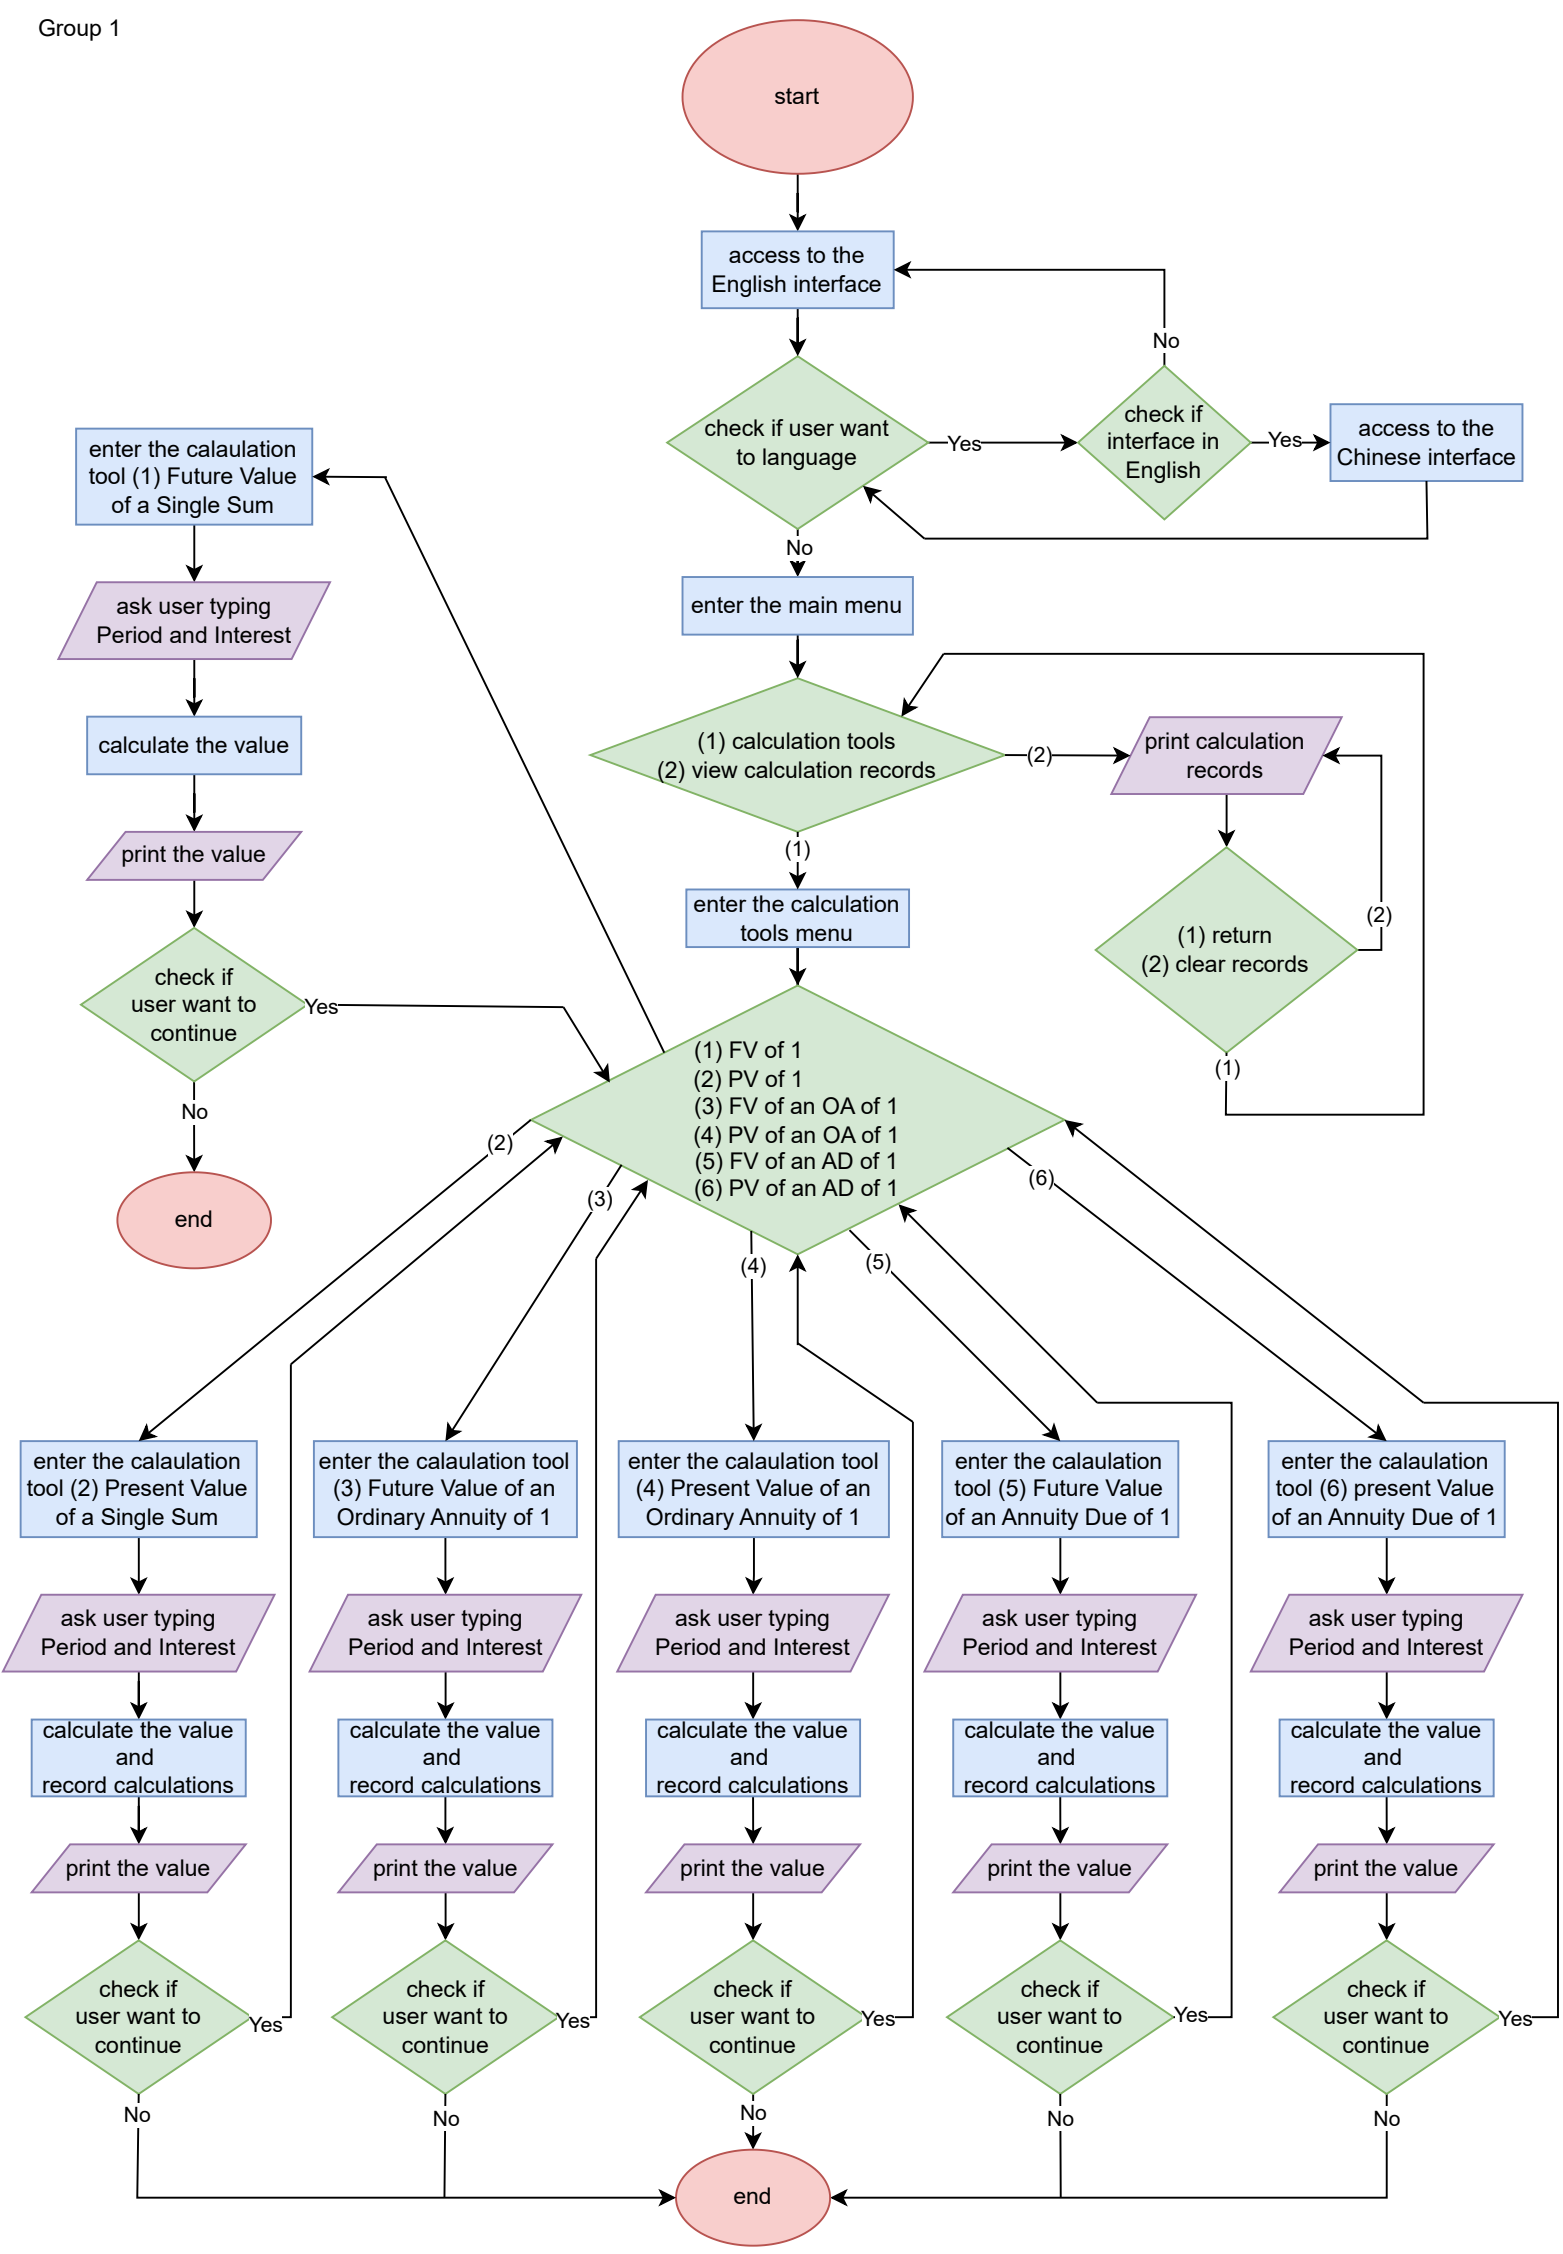 Group 1
start
access to the
English interface
No
check if user want
to language
Yes
check if
interface in
English
Yes
access to the
Chinese interface
No
enter the main menu
(1) calculation tools
(2) view calculation records
(2)
print calculation
records
(1)
(1) return
(2) clear records
(2)
(1)
enter the calculation
tools menu
(1) FV of 1
(2) PV of 1
(3) FV of an OA of 1
(4) PV of an OA of 1
(5) FV of an AD of 1
(6) PV of an AD of 1
enter the calaulation
tool (1) Future Value
of a Single Sum
ask user typing
Period and Interest
calculate the value
print the value
check if
user want to
continue
Yes
No
end
(2)
(3)
(4)
(5)
(6)
enter the calaulation
tool (2) Present Value
of a Single Sum
ask user typing
Period and Interest
calculate the value
and
record calculations
print the value
check if
user want to
continue
Yes
No
enter the calaulation tool
(3) Future Value of an
Ordinary Annuity of 1
ask user typing
Period and Interest
calculate the value
and
record calculations
print the value
check if
user want to
continue
Yes
No
enter the calaulation tool
(4) Present Value of an
Ordinary Annuity of 1
ask user typing
Period and Interest
calculate the value
and
record calculations
print the value
check if
user want to
continue
Yes
No
enter the calaulation
tool (5) Future Value
of an Annuity Due of 1
ask user typing
Period and Interest
calculate the value
and
record calculations
print the value
check if
user want to
continue
Yes
No
enter the calaulation
tool (6) present Value
of an Annuity Due of 1
ask user typing
Period and Interest
calculate the value
and
record calculations
print the value
check if
user want to
continue
Yes
No
end